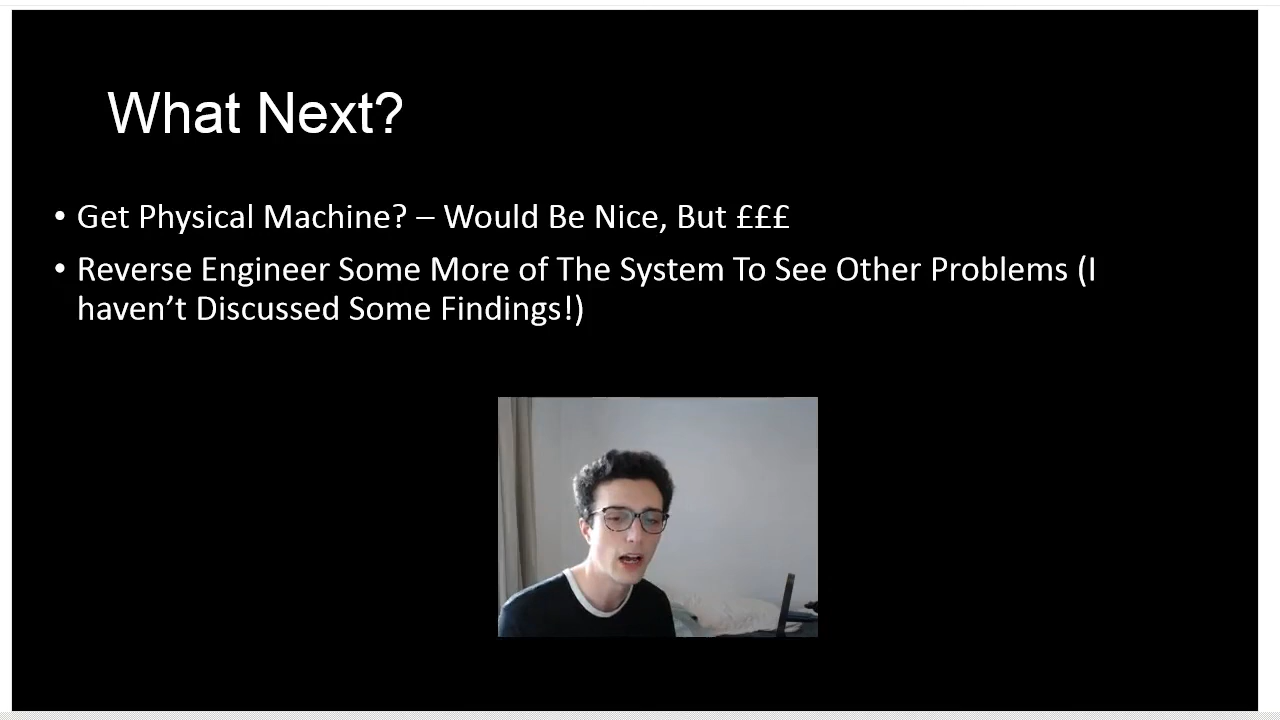 What Next?
• Get Physical Machine? – Would Be Nice, But £££
• Reverse Engineer Some More of The System To See Other Problems (I
haven’t Discussed Some Findings!)